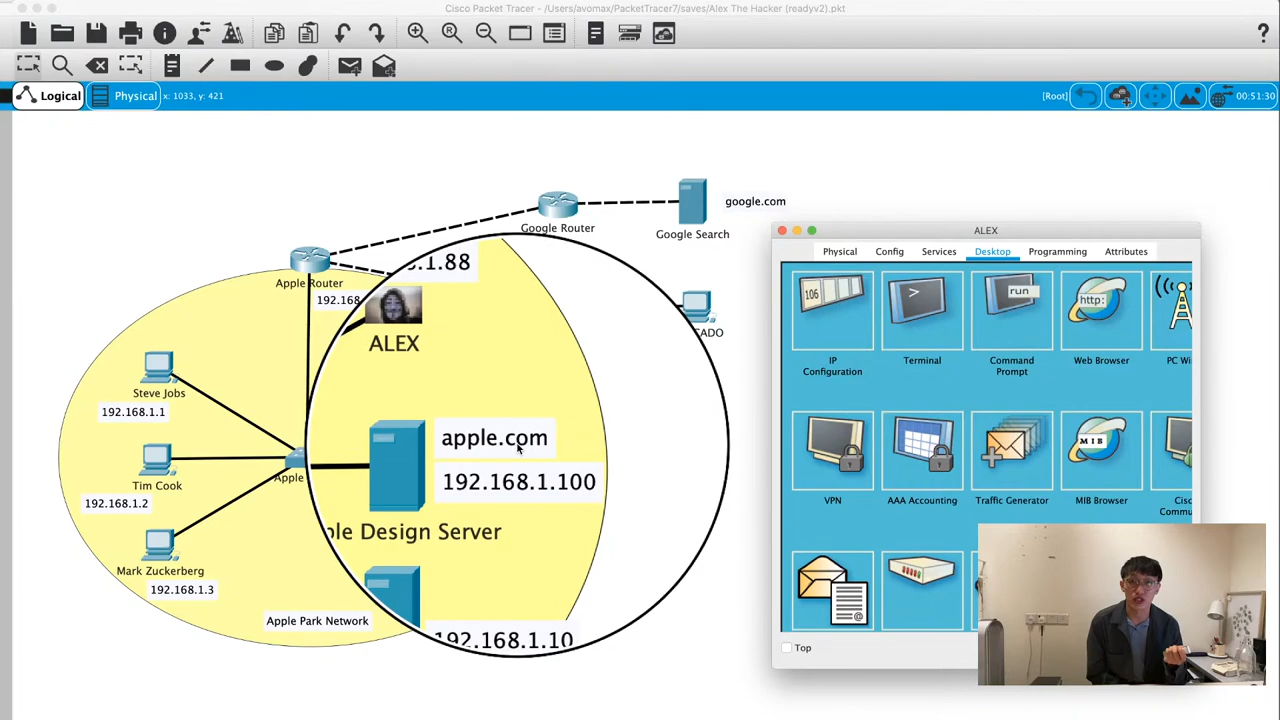 Cisco Packet Tracer - /Users/avomax/PacketTracer7/saves/Alex The Hacker (readyv2).pkt
?
Logical
Physical
x: 1033, y: 421
[Root]
00:51:30
google.com
Google Router
Google Search
Apple Router
192.168
.1.88
ALEX
Steve Jobs
192.168.1.1
Tim Cook
192.168.1.2
Mark Zuckerberg
192.168.1.3
Apple
apple.com
192.168.1.100
ple Design Server
192.168.1.10
Apple Park Network
CADO
ALEX
Physical
Config
Services
Desktop
Programming
Attributes
106
run
http:
IP
Configuration
Terminal
Command
Prompt
Web Browser
PC Wi
MIB
VPN
AAA Accounting
Traffic Generator
MIB Browser
Cisc
Commu
Top